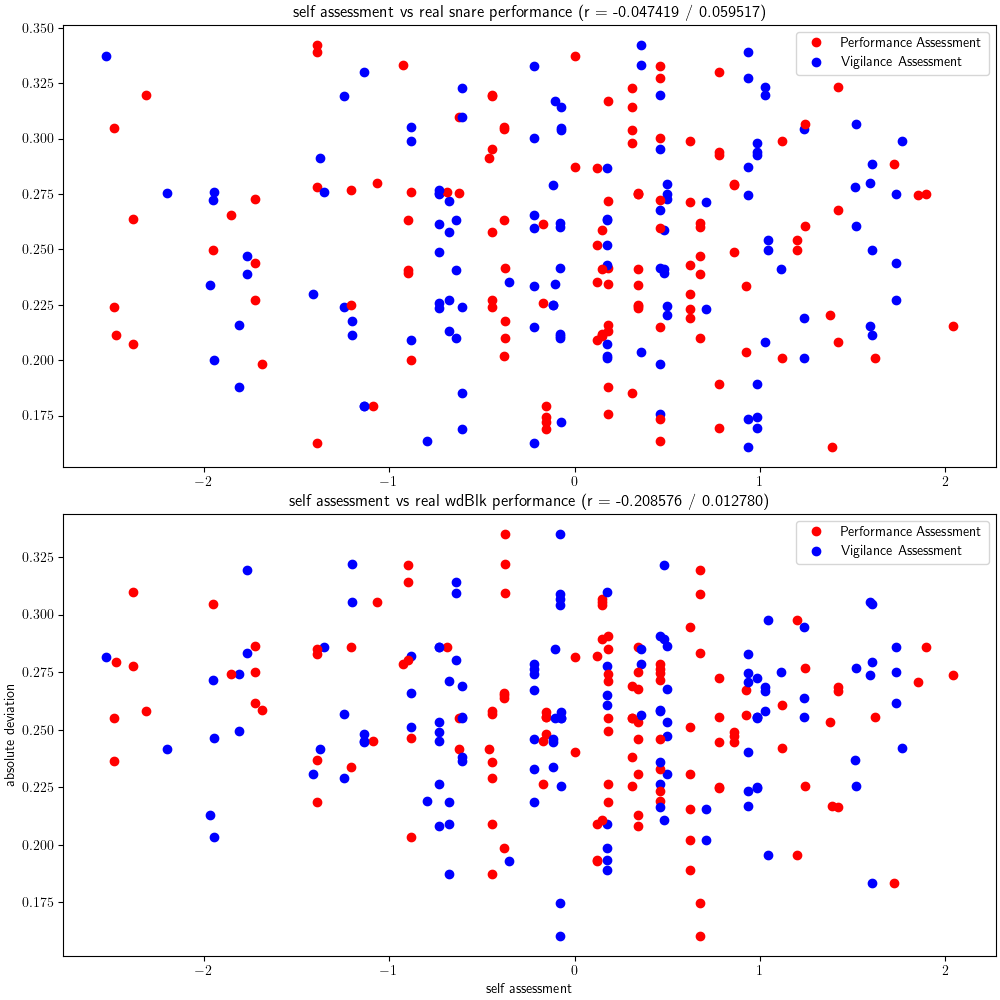 self assessment vs real snare performance (r = -0.047419 / 0.059517)
0.350
0.325
0.300
0.275
0.250
0.225
0.200
0.175
Performance Assessment
Vigilance Assessment
−2 −1 0 1 2
self assessment vs real wdBlk performance (r = -0.208576 / 0.012780)
absolute deviation
0.325
0.300
0.275
0.250
0.225
0.200
0.175
Performance Assessment
Vigilance Assessment
−2 −1 0 1 2
self assessment